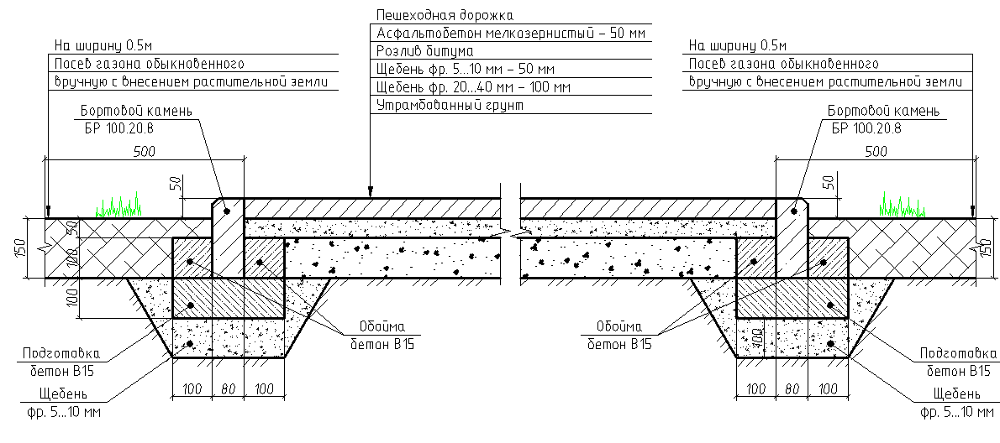 Пешеходная дорожка
Асфальтобетон мелказернистый – 50 мм
Розлив битума
Щебень фр. 5...10 мм – 50 мм
Щебень фр. 20...40 мм – 100 мм
Утрамбованный грунт
На ширину 0.5м
Посев газона обыкновенного
вручную с внесением растительной земли
На ширину 0.5м
Посев газона обыкновенного
вручную с внесением растительной земли
Бортовой камень
БР 100.20.8
Бортовой камень
БР 100.20.8
500
500
50
50
150
50
100
100
150
Обойма
бетон В15
Обойма
бетон В15
100
Подготовка
бетон В15
Подготовка
бетон В15
Щебень
фр. 5...10 мм
Щебень
фр. 5...10 мм
100
80
100
100
80
100